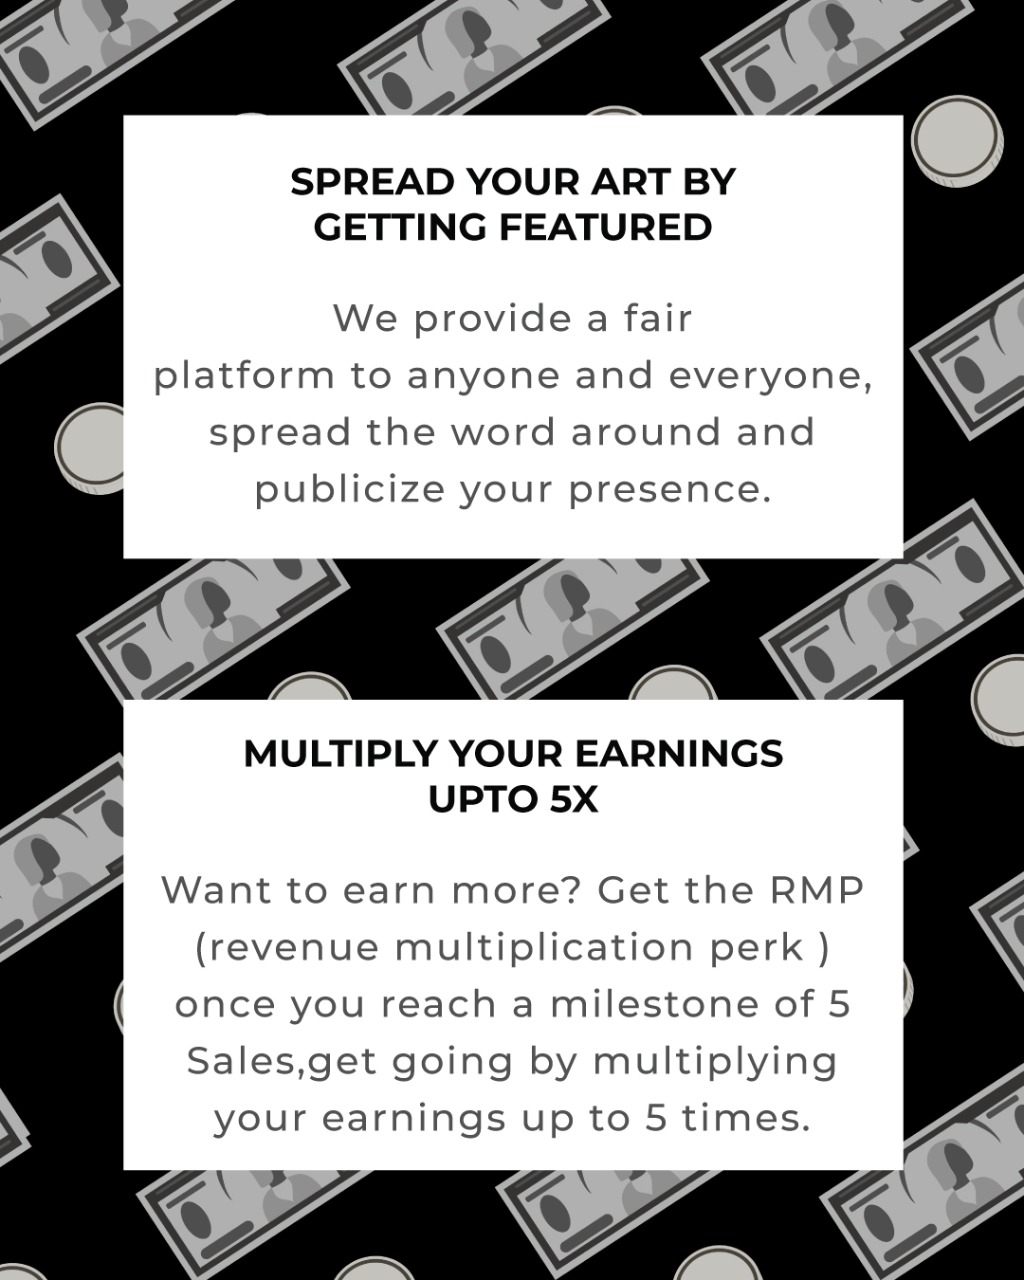 SPREAD YOUR ART BY
GETTING FEATURED
We provide a fair
platform to anyone and everyone,
spread the word around and
publicize your presence.
MULTIPLY YOUR EARNINGS
UPTO 5X
Want to earn more? Get the RMP
(revenue multiplication perk )
once you reach a milestone of 5
Sales,get going by multiplying
your earnings up to 5 times.